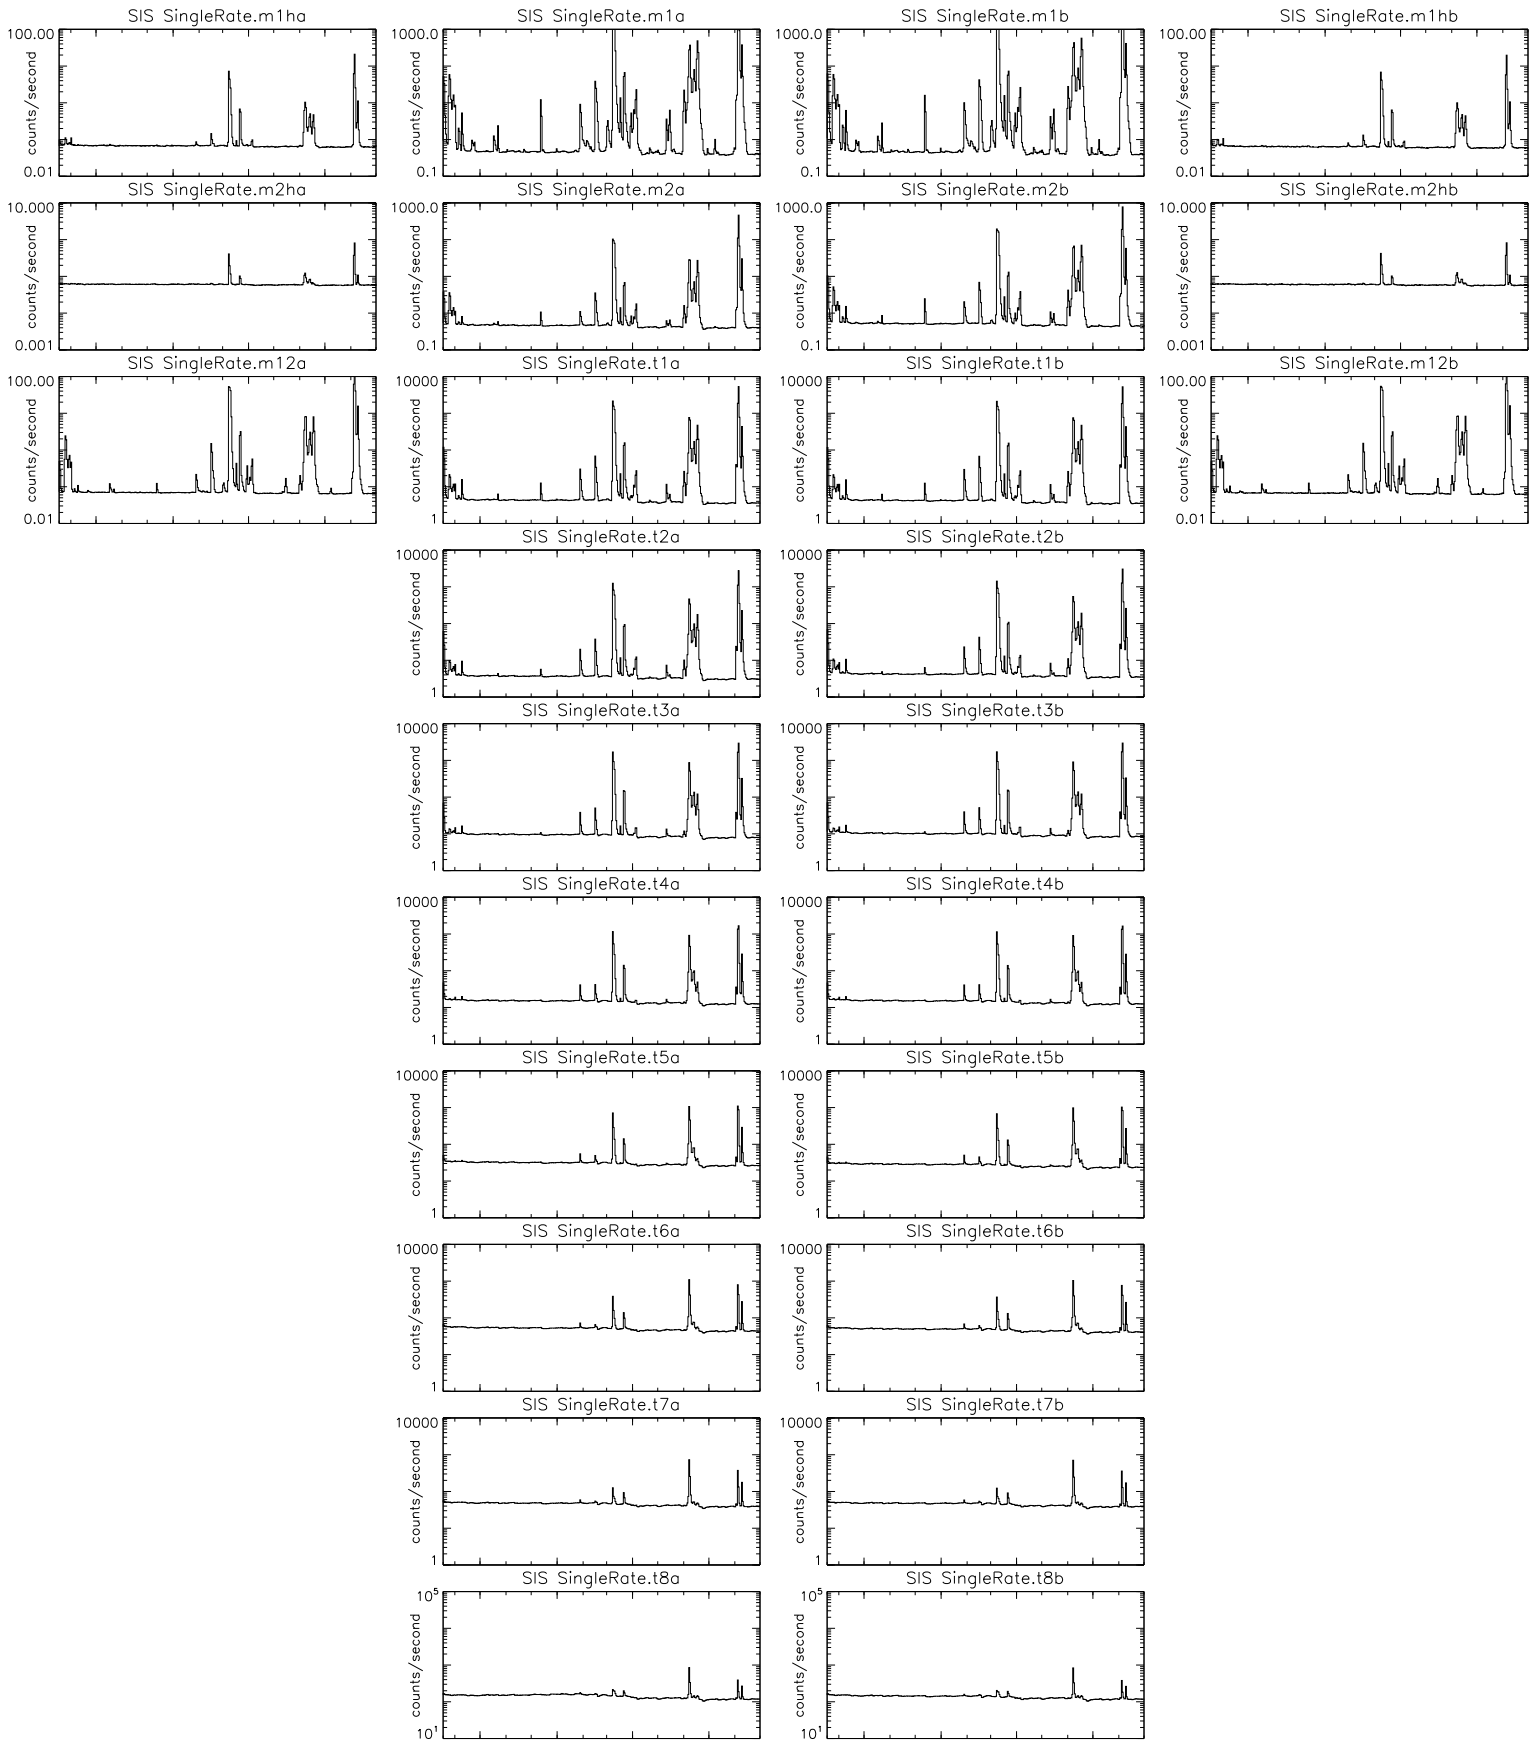 SIS SingleRate.m1ha
100.00
counts/second
0.01
SIS SingleRate.m1a
1000.0
counts/second
0.1
SIS SingleRate.m1b
1000.0
counts/second
0.1
SIS SingleRate.m1hb
100.00
counts/second
0.01
SIS SingleRate.m2ha
10.000
counts/second
0.001
SIS SingleRate.m2a
1000.0
counts/second
0.1
SIS SingleRate.m2b
1000.0
counts/second
0.1
SIS SingleRate.m2hb
10.000
counts/second
0.001
SIS SingleRate.m12a
100.00
counts/second
0.01
SIS SingleRate.t1a
10000
counts/second
1
SIS SingleRate.t1b
10000
counts/second
1
SIS SingleRate.m12b
100.00
counts/second
0.01
SIS SingleRate.t2a
10000
counts/second
1
SIS SingleRate.t2b
10000
counts/second
1
SIS SingleRate.t3a
10000
counts/second
1
SIS SingleRate.t3b
10000
counts/second
1
SIS SingleRate.t4a
10000
counts/second
1
SIS SingleRate.t4b
10000
counts/second
1
SIS SingleRate.t5a
10000
counts/second
1
SIS SingleRate.t5b
10000
counts/second
1
SIS SingleRate.t6a
10000
counts/second
1
SIS SingleRate.t6b
10000
counts/second
1
SIS SingleRate.t7a
10000
counts/second
1
SIS SingleRate.t7b
10000
counts/second
1
SIS SingleRate.t8a
10⁵
counts/second
10¹
SIS SingleRate.t8b
10⁵
counts/second
10¹